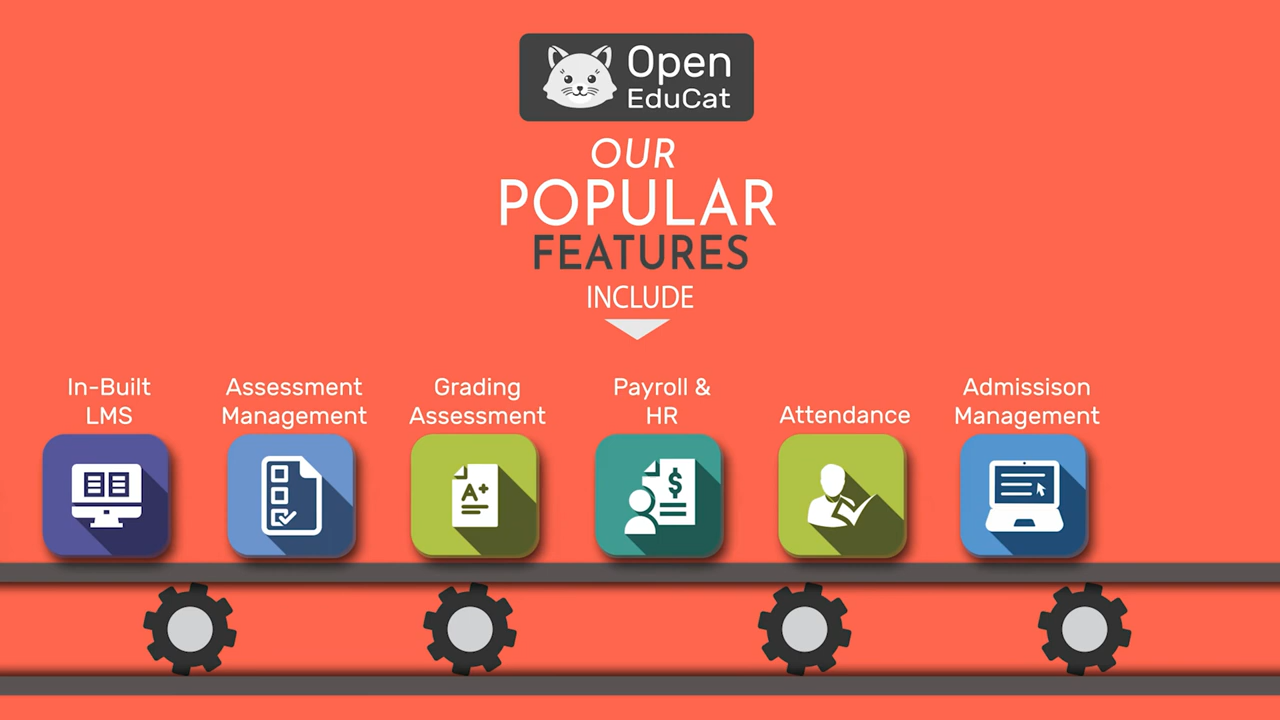 Open
EduCat
OUR
POPULAR
FEATURES
INCLUDE
In-Built
LMS
Assessment
Management
Grading
Assessment
Payroll &
HR
Attendance
Admissison
Management
A+
$